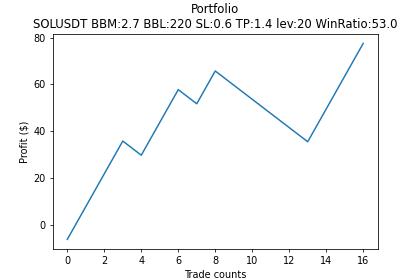 Portfolio
SOLUSDT BBM:2.7 BBL:220 SL:0.6 TP:1.4 lev:20 WinRatio:53.0
80
60
40
20
0
Profit ($)
0 2 4 6 8 10 12 14 16
Trade counts